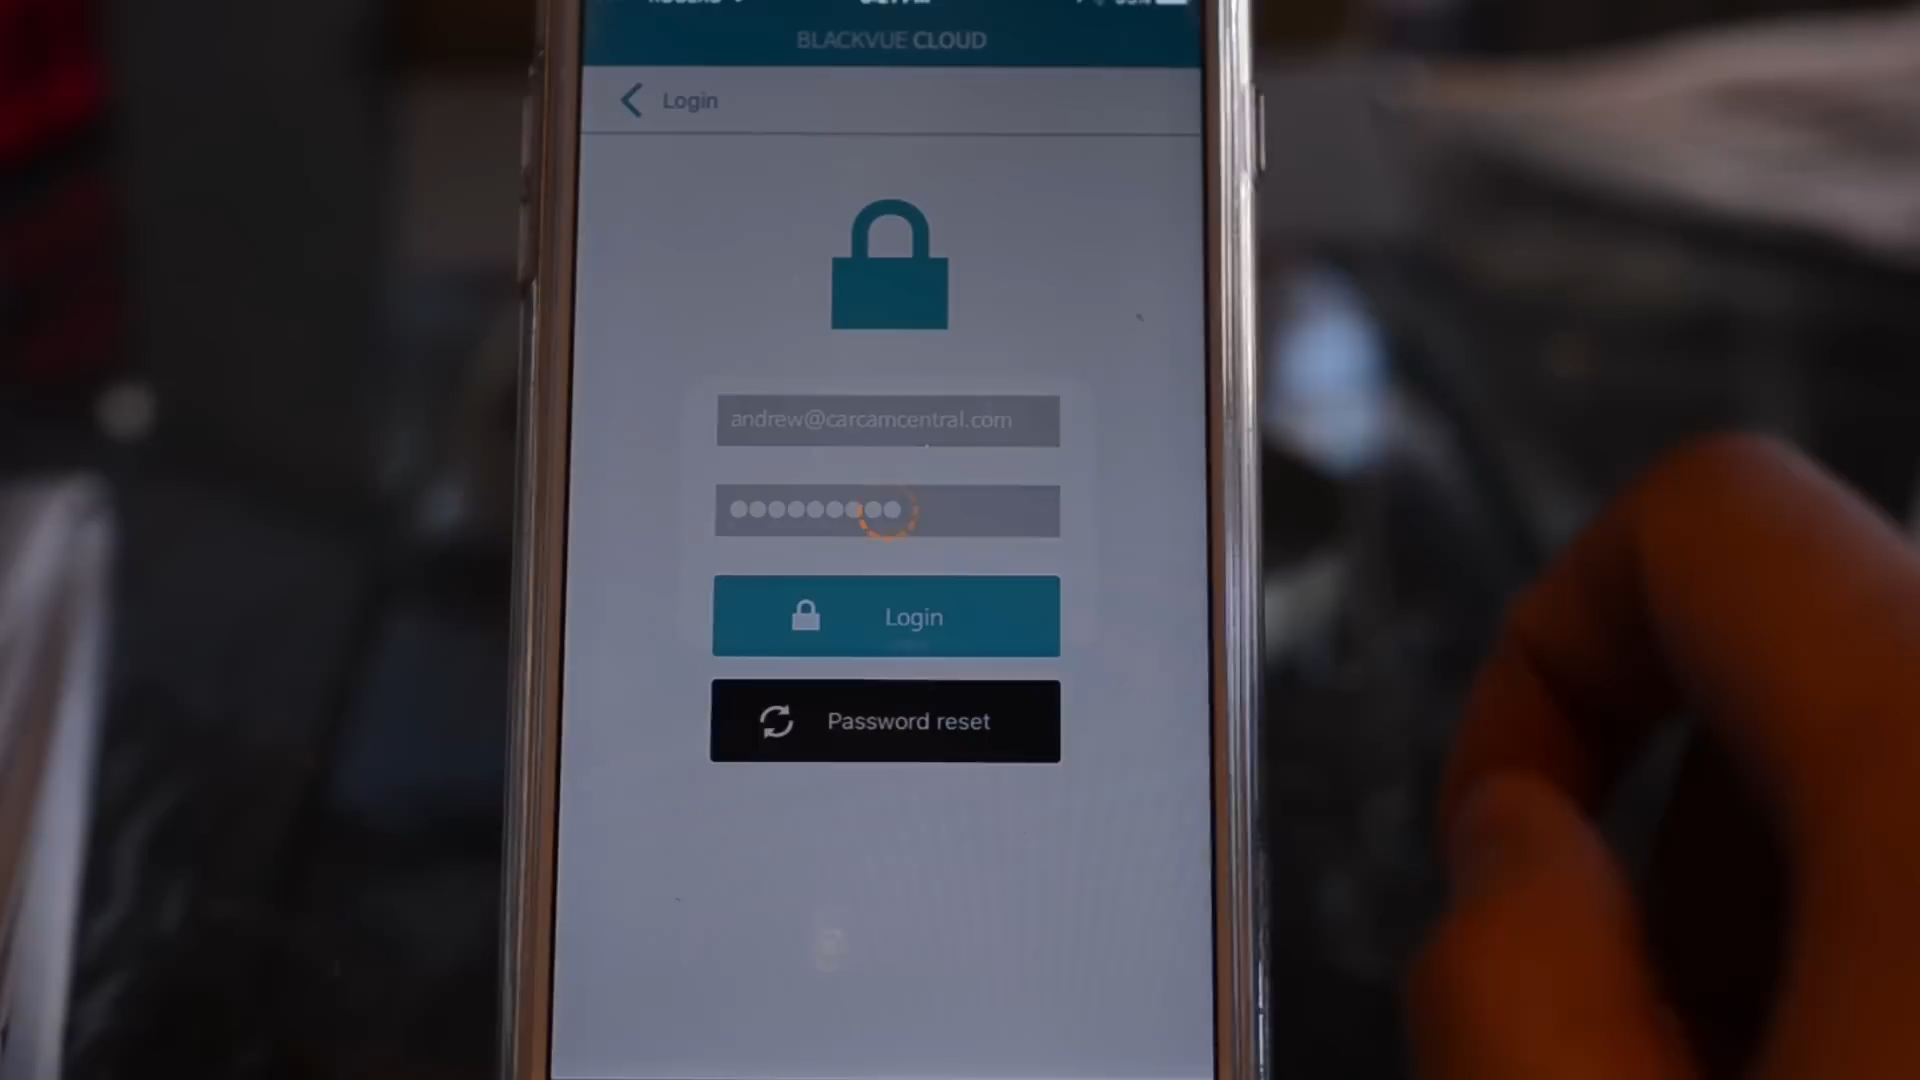 BLACKVUE CLOUD
Login
andrew@carcamcentral.com
Login
Password reset